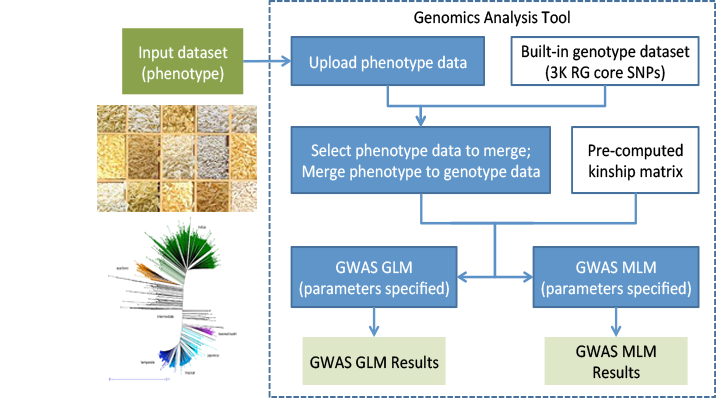 Genomics Analysis Tool
Input dataset
(phenotype)
Upload phenotype data
Built-in genotype dataset
(3K RG core SNPs)
Select phenotype data to merge;
Merge phenotype to genotype data
Pre-computed
kinship matrix
indica
aus/boro
intermediate
basmati/sadri
japonica
temperate
tropical
GWAS GLM
(parameters specified)
GWAS MLM
(parameters specified)
GWAS GLM Results
GWAS MLM
Results